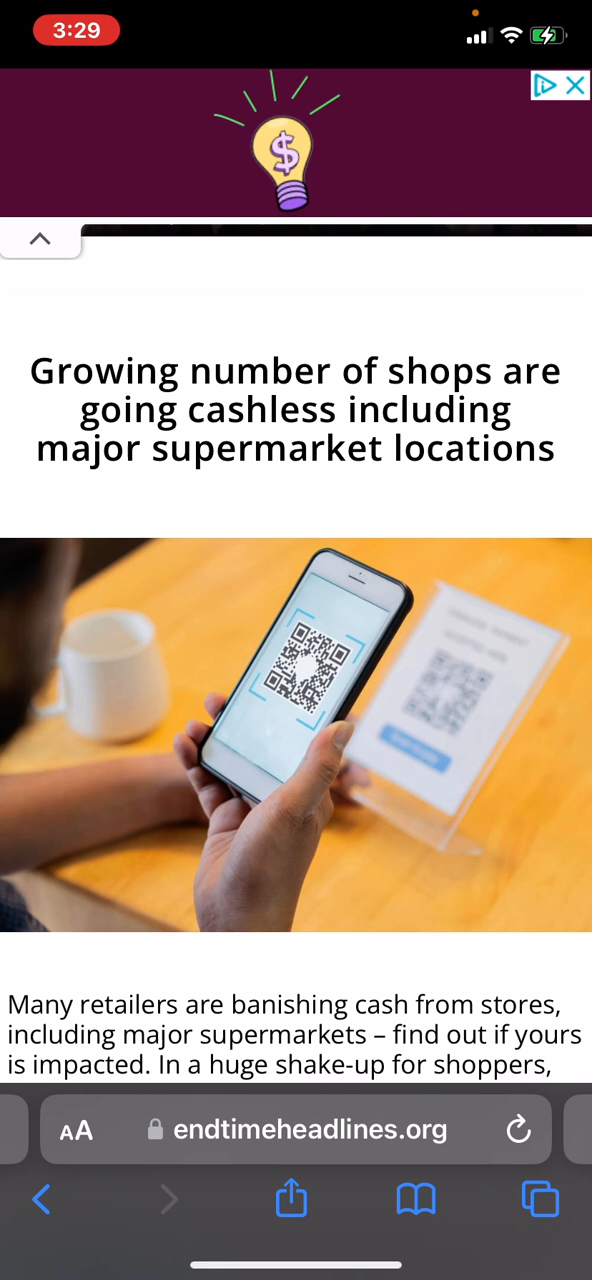 3:29
$
Growing number of shops are
going cashless including
major supermarket locations
Many retailers are banishing cash from stores,
including major supermarkets – find out if yours
is impacted. In a huge shake-up for shoppers,
AA endtimeheadlines.org